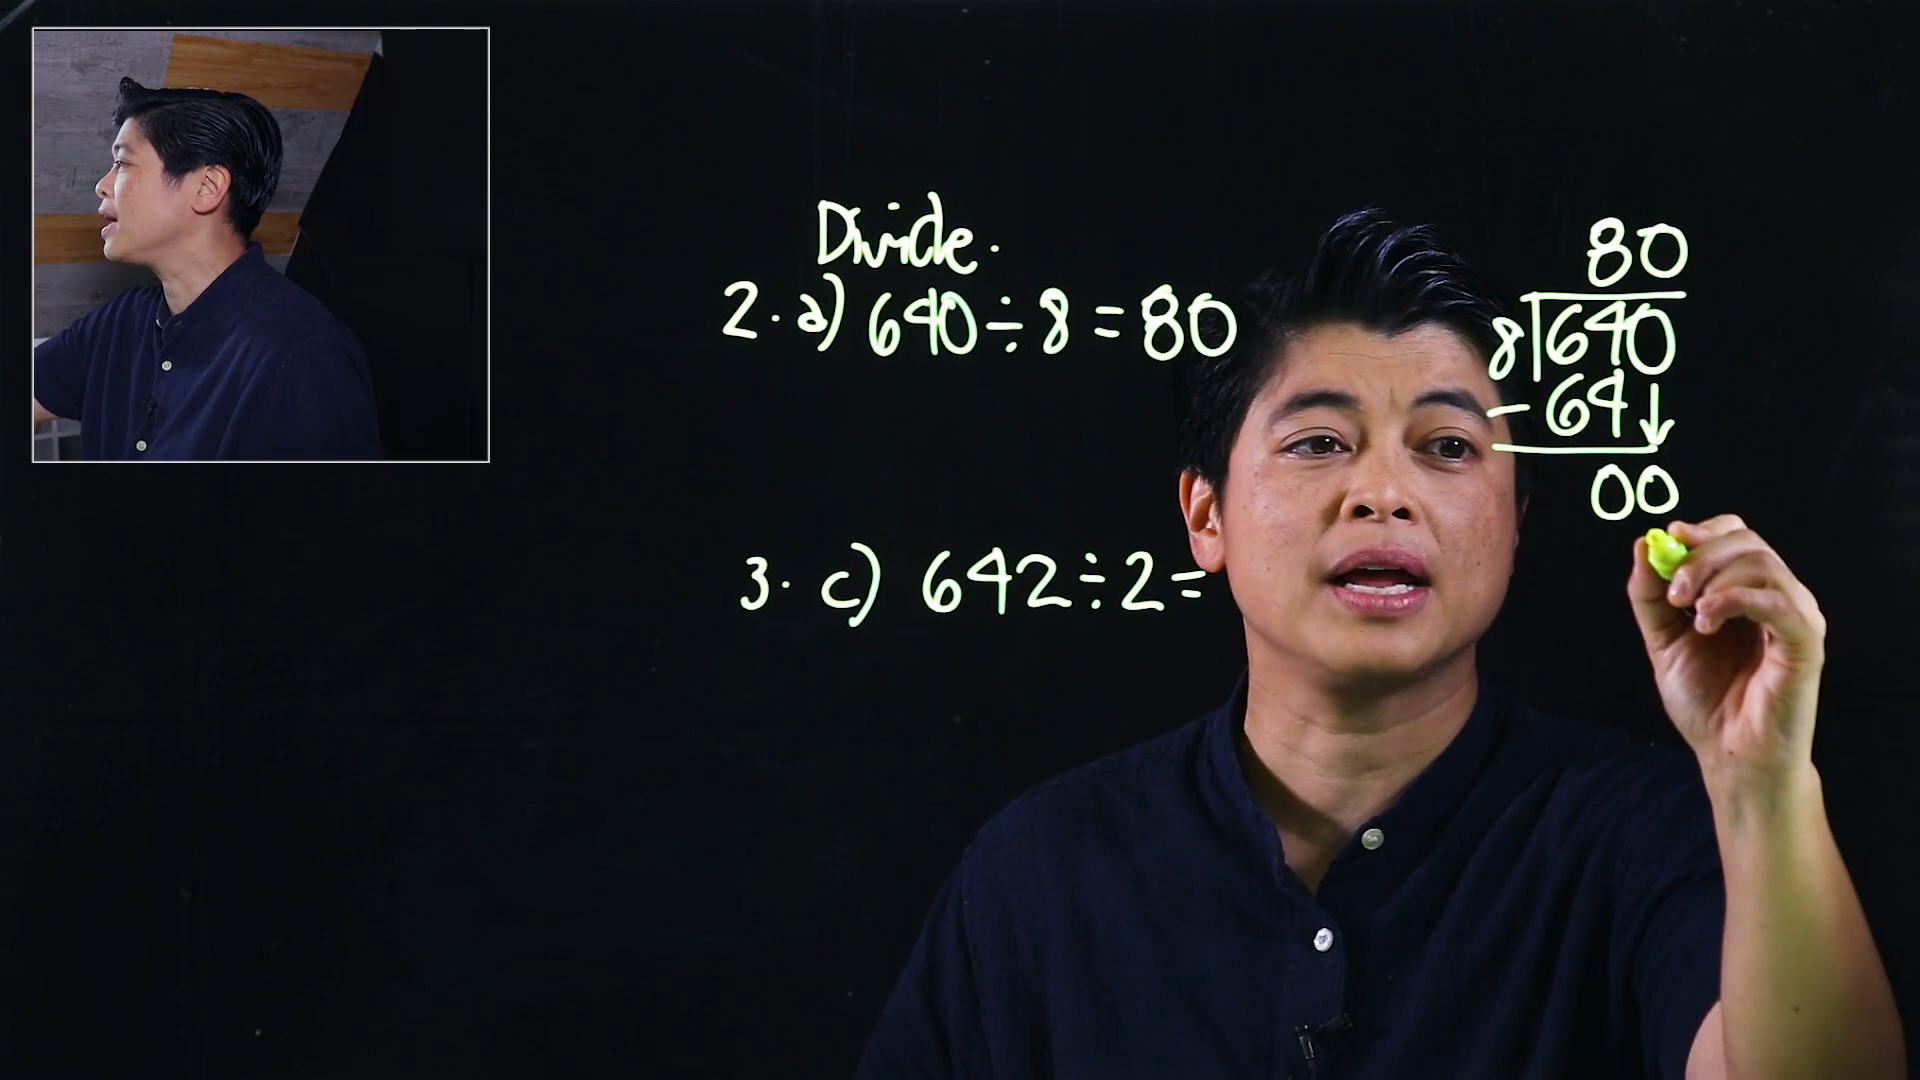 Divide.
2. a) 640 ÷ 8 = 80
80
8)640
- 64↓
00
3. c) 642 ÷ 2 =